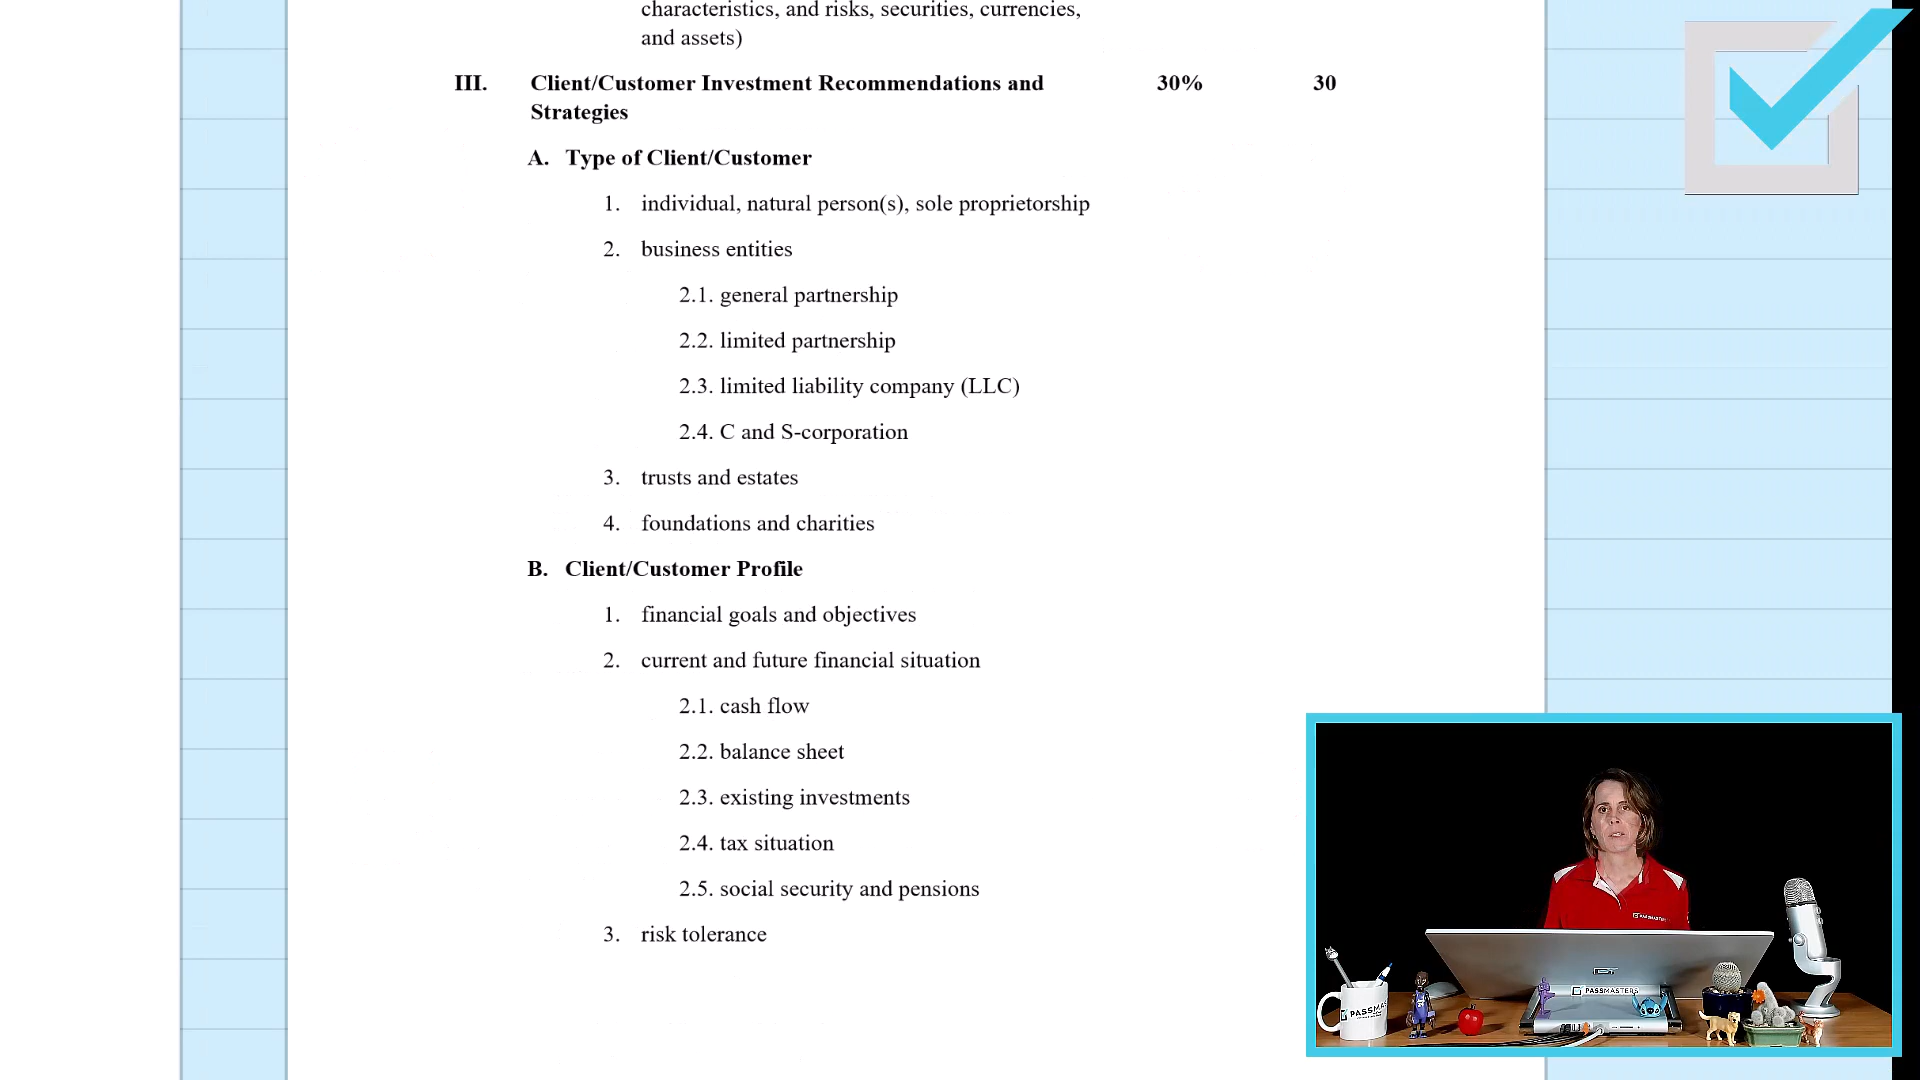 characteristics, and risks, securities, currencies,
and assets)
III. Client/Customer Investment Recommendations and 30% 30
Strategies
A. Type of Client/Customer
1. individual, natural person(s), sole proprietorship
2. business entities
2.1. general partnership
2.2. limited partnership
2.3. limited liability company (LLC)
2.4. C and S-corporation
3. trusts and estates
4. foundations and charities
B. Client/Customer Profile
1. financial goals and objectives
2. current and future financial situation
2.1. cash flow
2.2. balance sheet
2.3. existing investments
2.4. tax situation
2.5. social security and pensions
3. risk tolerance
PASSMASTERS
PASSMASTERS
PASSMA